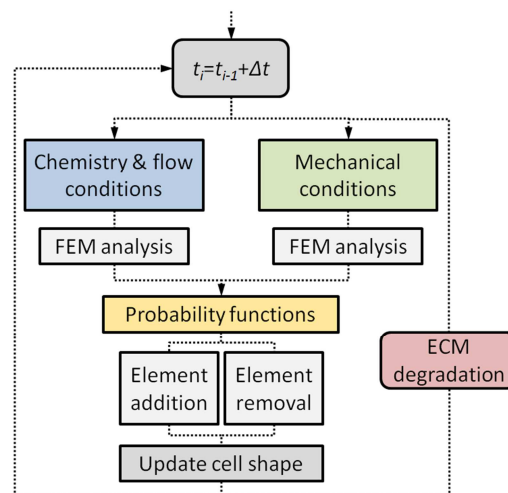 tᵢ=tᵢ₋₁+Δt
Chemistry & flow
conditions
Mechanical
conditions
FEM analysis
FEM analysis
Probability functions
Element
addition
Element
removal
ECM
degradation
Update cell shape